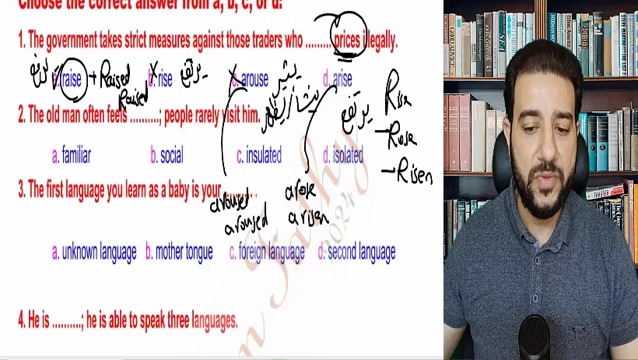 Choose the correct answer from a, b, c, or d:
1. The government takes strict measures against those traders who .......... prices illegally.
a. raise b. rise c. arouse d. arise
Raised
Raised
يرتفع
يثير
يرتفع
Rise
Rose
Risen
2. The old man often feels ..........; people rarely visit him.
a. familiar b. social c. insulated d. isolated
3. The first language you learn as a baby is your .......... .
aroused
aroused
arose
arisen
a. unknown language b. mother tongue c. foreign language d. second language
4. He is ..........; he is able to speak three languages.